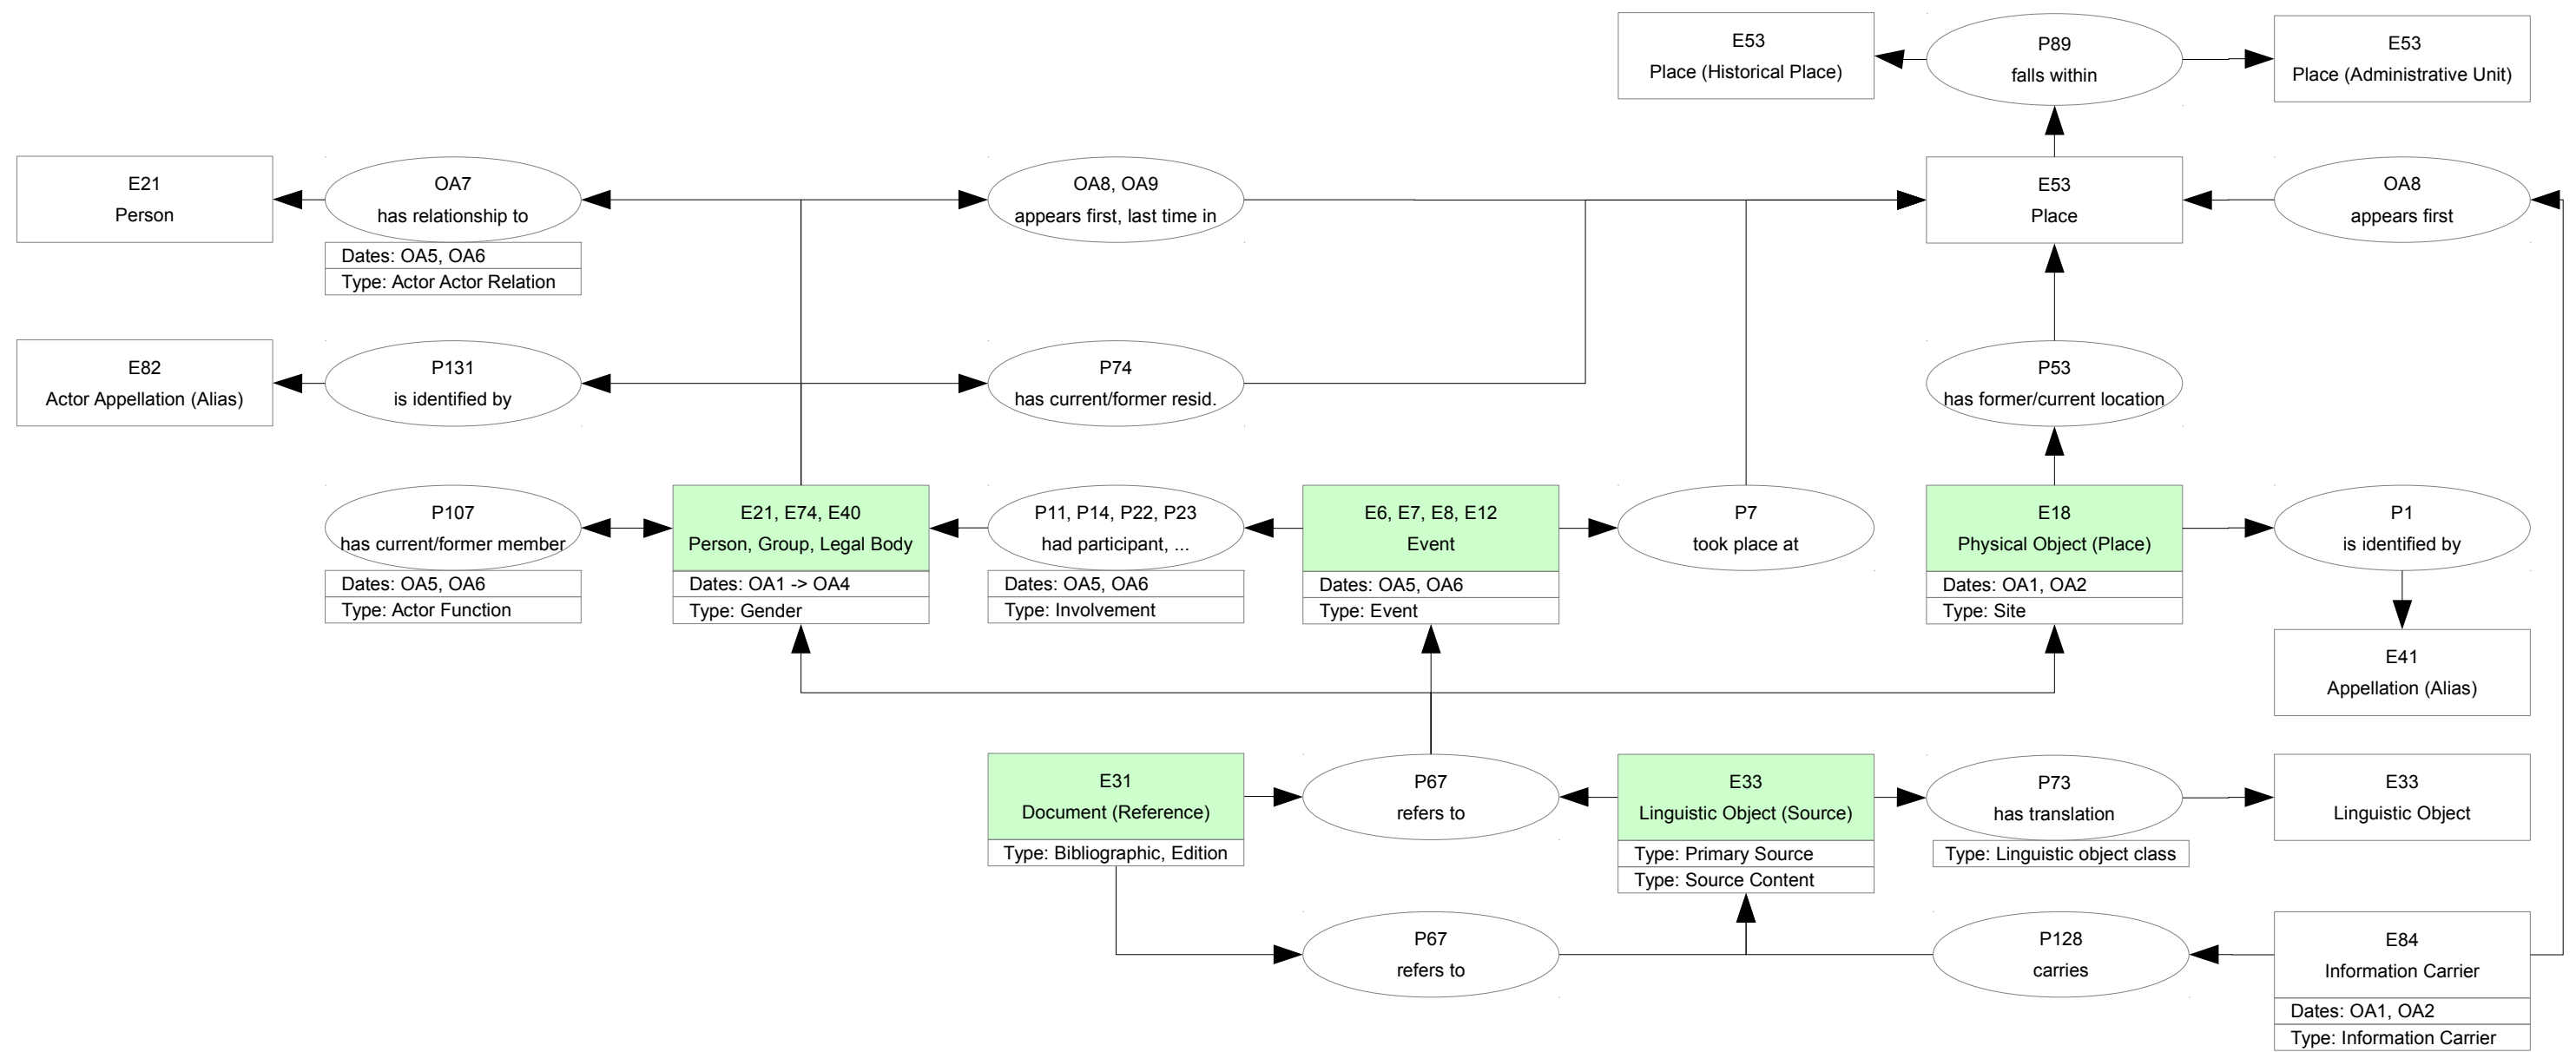 E53
Place (Historical Place)
P89
falls within
E53
Place (Administrative Unit)
E21
Person
OA7
has relationship to
Dates: OA5, OA6
Type: Actor Actor Relation
OA8, OA9
appears first, last time in
E53
Place
OA8
appears first
E82
Actor Appellation (Alias)
P131
is identified by
P74
has current/former resid.
P53
has former/current location
P107
has current/former member
Dates: OA5, OA6
Type: Actor Function
E21, E74, E40
Person, Group, Legal Body
Dates: OA1 -> OA4
Type: Gender
P11, P14, P22, P23
had participant, ...
Dates: OA5, OA6
Type: Involvement
E6, E7, E8, E12
Event
Dates: OA5, OA6
Type: Event
P7
took place at
E18
Physical Object (Place)
Dates: OA1, OA2
Type: Site
P1
is identified by
E41
Appellation (Alias)
E31
Document (Reference)
Type: Bibliographic, Edition
P67
refers to
E33
Linguistic Object (Source)
Type: Primary Source
Type: Source Content
P73
has translation
Type: Linguistic object class
E33
Linguistic Object
P67
refers to
P128
carries
E84
Information Carrier
Dates: OA1, OA2
Type: Information Carrier